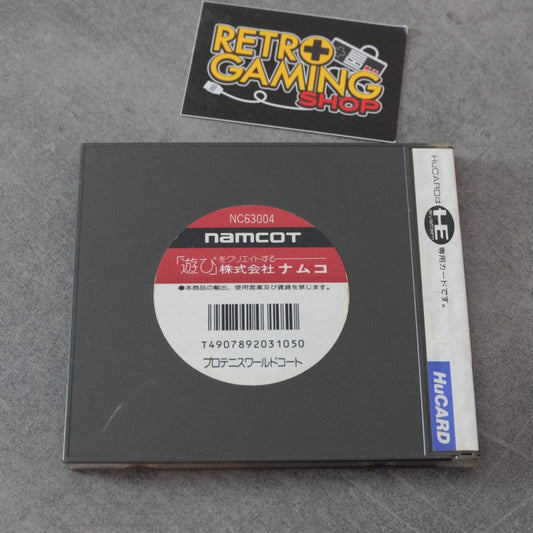 RETRO
GAMING
SHOP
NC63004
namcot
「遊び」をクリエイトする
株式会社 ナムコ
●本商品の輸出、使用営業及び賃貸を禁じます。
T4907892031050
プロテニスワールドコート
HuCARDは
PE
専用カードです。
HuCARD